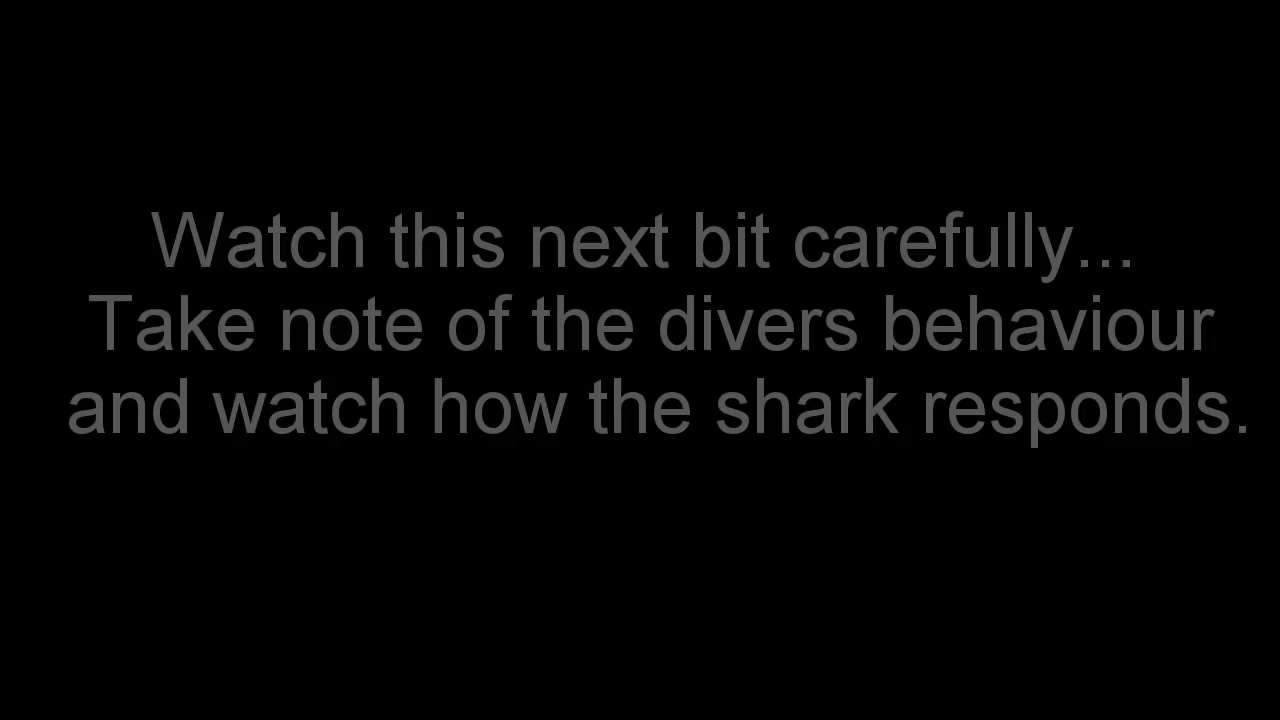 Watch this next bit carefully...
Take note of the divers behaviour
and watch how the shark responds.